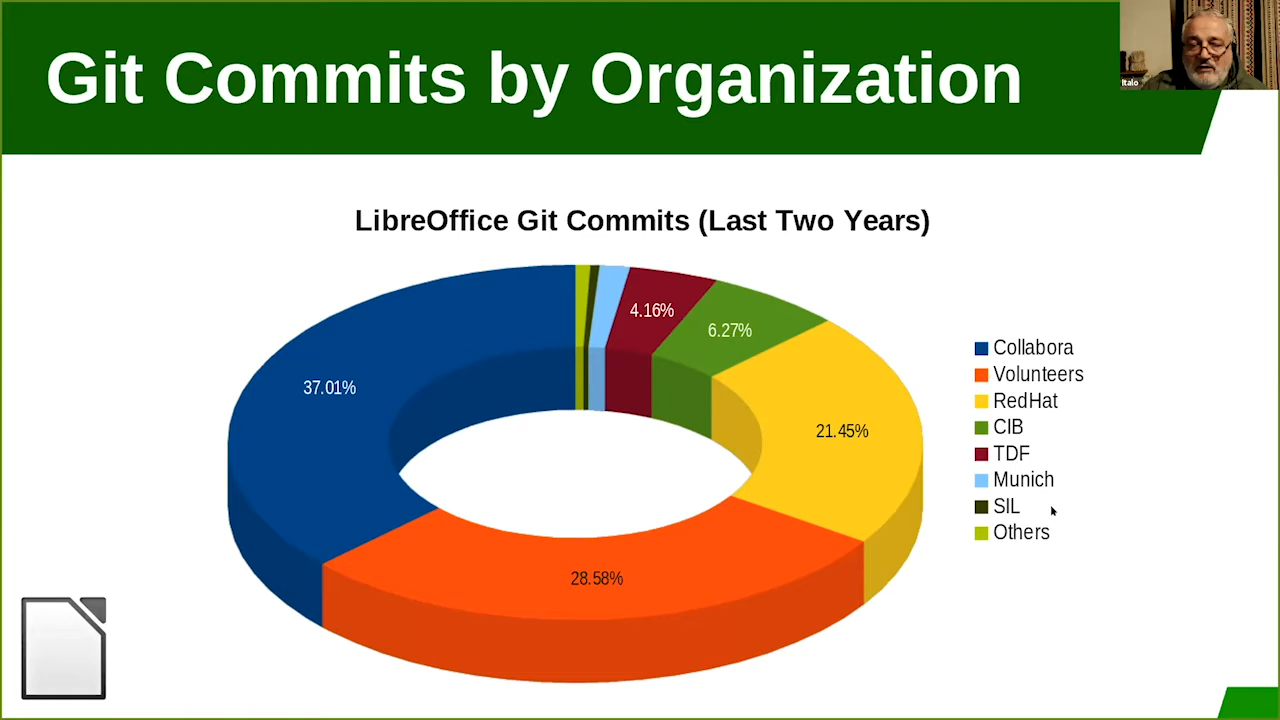 Git Commits by Organization
Italo
LibreOffice Git Commits (Last Two Years)
4.16%
6.27%
37.01%
21.45%
28.58%
Collabora
Volunteers
RedHat
CIB
TDF
Munich
SIL
Others